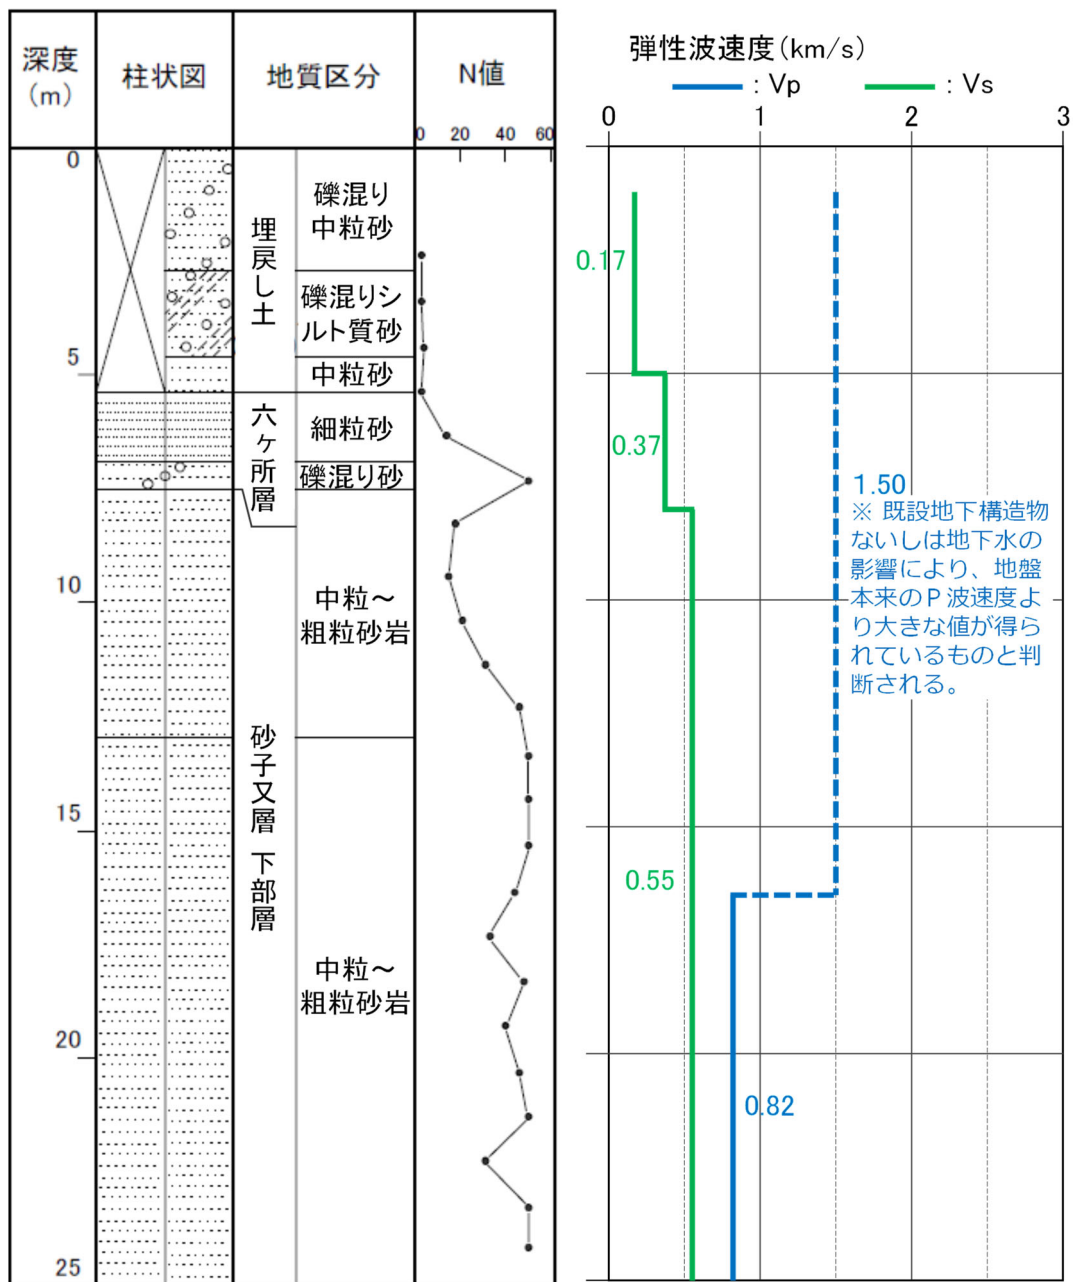 深度
(m)
柱状図
地質区分
N値
0 20 40 60
弾性波速度(km/s)
: Vp
: Vs
0 1 2 3
0
5
10
15
20
25
埋戻し土
六ヶ所層
砂子又層 下部層
礫混り
中粒砂
礫混りシ
ルト質砂
中粒砂
細粒砂
礫混り砂
中粒～
粗粒砂岩
中粒～
粗粒砂岩
0.17
0.37
0.55
1.50
※ 既設地下構造物
ないしは地下水の
影響により、地盤
本来のP波速度よ
り大きな値が得ら
れているものと判
断される。
0.82